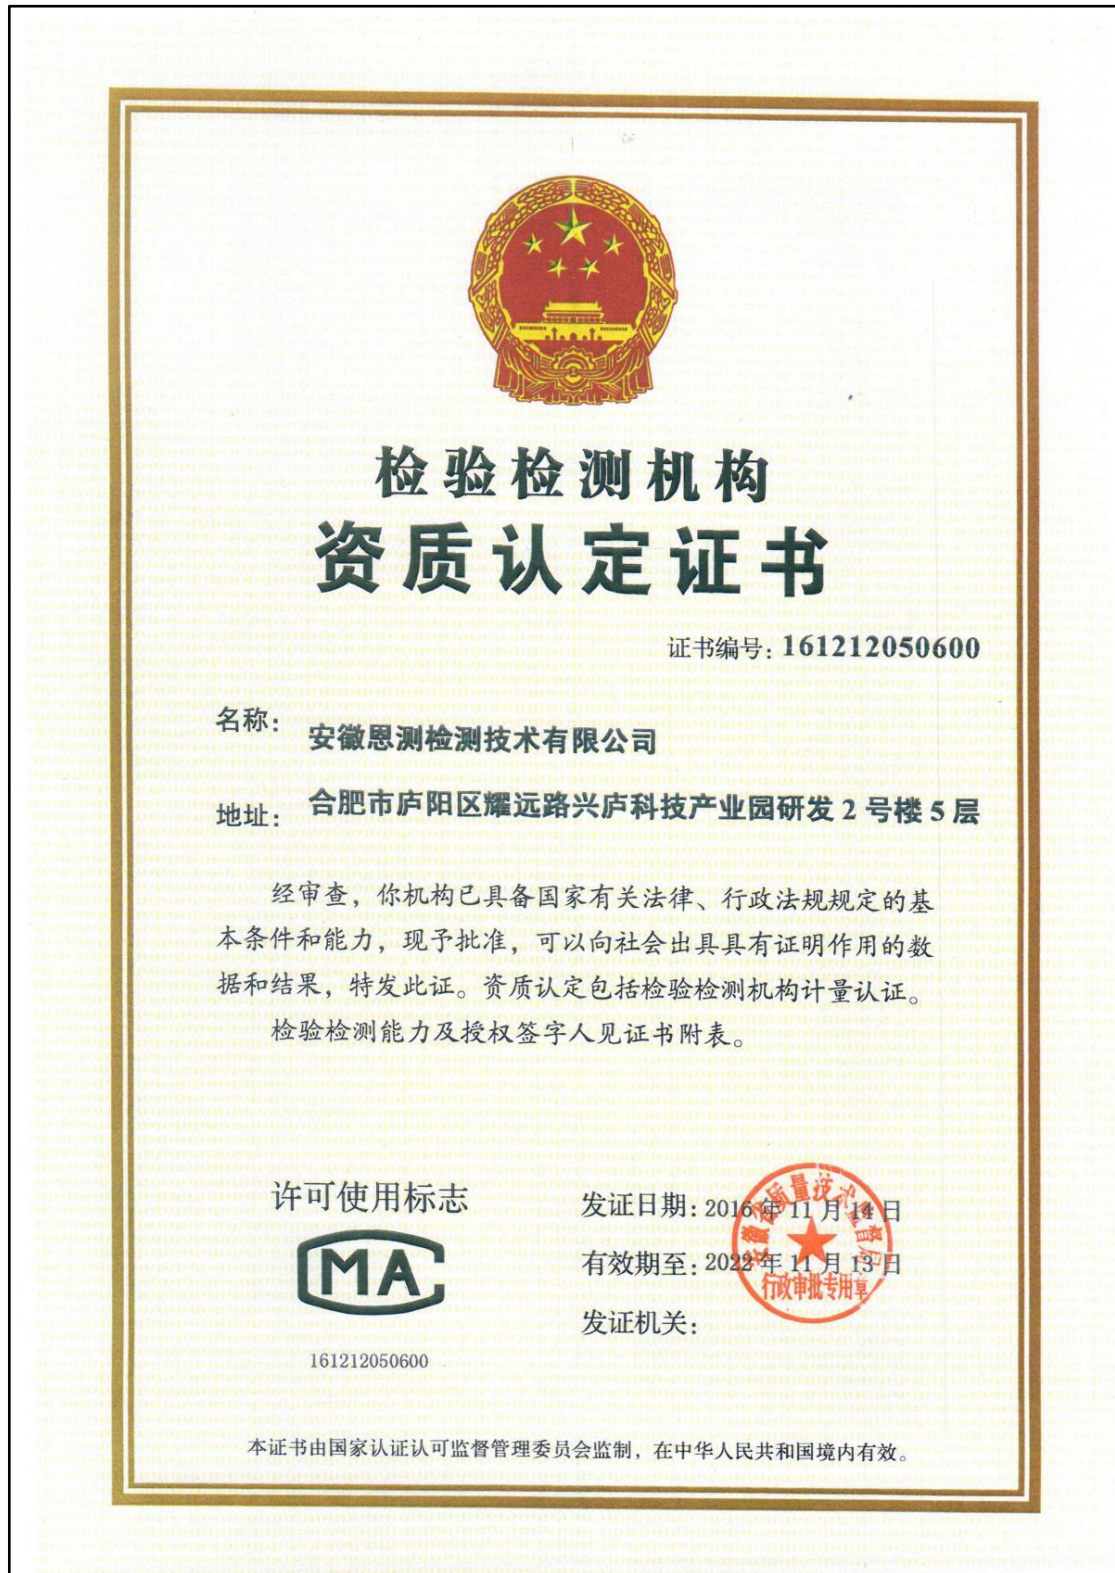 检验检测机构
资质认定证书
证书编号：161212050600
名称：安徽恩测检测技术有限公司
地址：合肥市庐阳区耀远路兴庐科技产业园研发2号楼5层
经审查，你机构已具备国家有关法律、行政法规规定的基
本条件和能力，现予批准，可以向社会出具具有证明作用的数
据和结果，特发此证。资质认定包括检验检测机构计量认证。
检验检测能力及授权签字人见证书附表。
许可使用标志
MA
161212050600
发证日期：2016年11月14日
有效期至：2022年11月13日
发证机关：
安徽省质量技术监督局
行政审批专用章
本证书由国家认证认可监督管理委员会监制，在中华人民共和国境内有效。